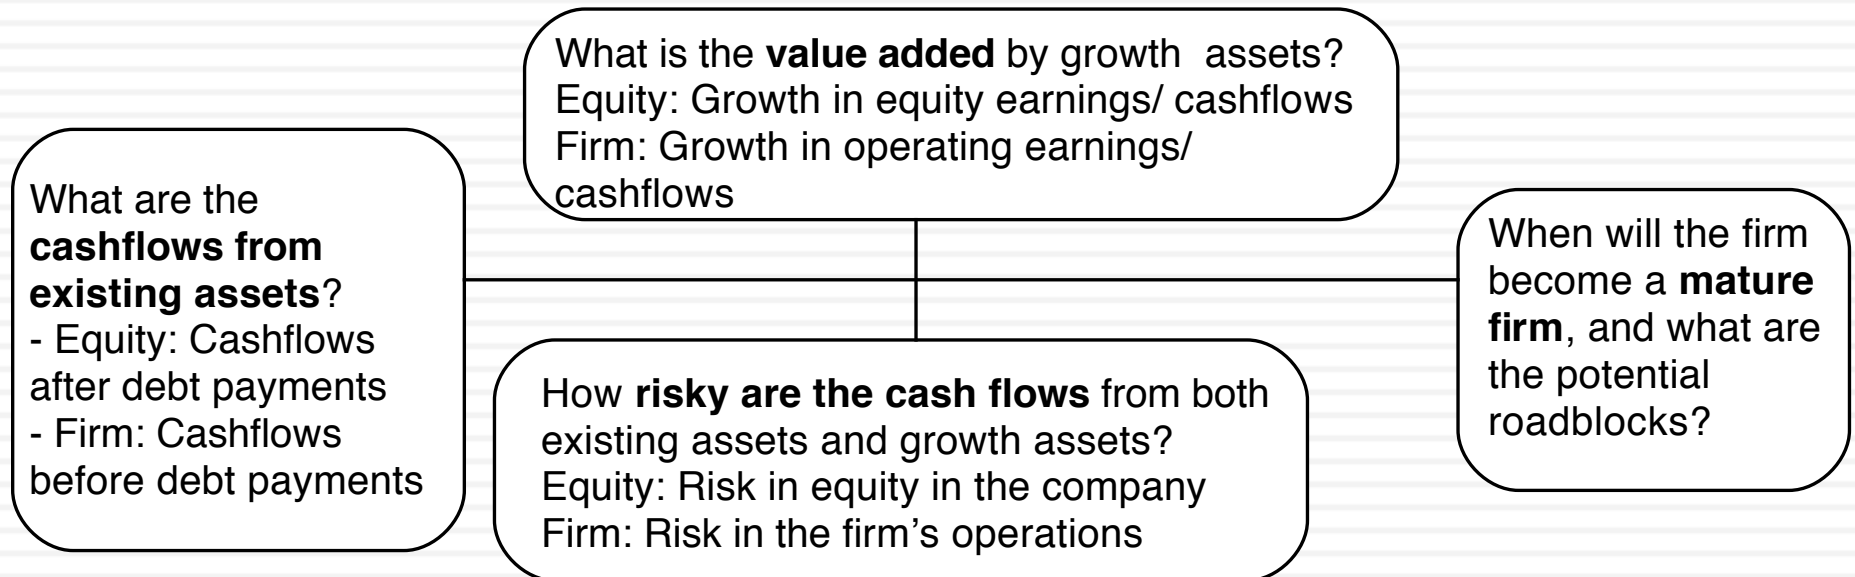 What is the value added by growth  assets?
Equity: Growth in equity earnings/ cashflows
Firm: Growth in operating earnings/
cashflows
What are the
cashflows from
existing assets?
- Equity: Cashflows
after debt payments
- Firm: Cashflows
before debt payments
When will the firm
become a mature
firm, and what are
the potential
roadblocks?
How risky are the cash flows from both
existing assets and growth assets?
Equity: Risk in equity in the company
Firm: Risk in the firm’s operations